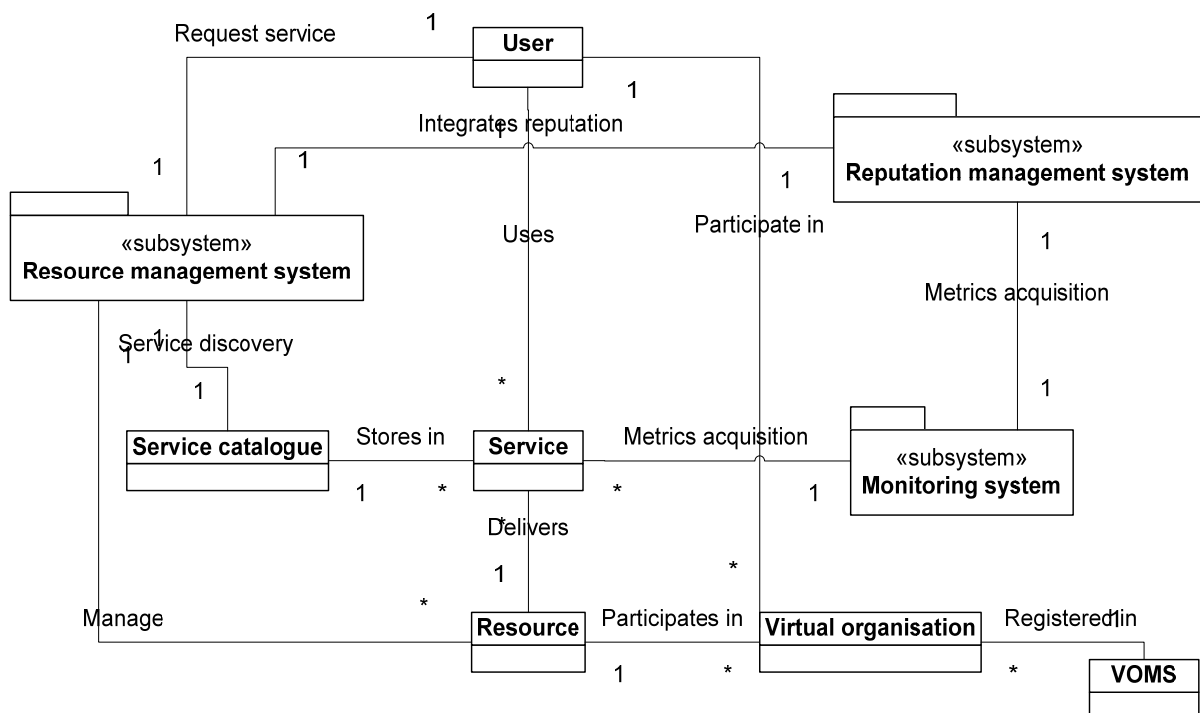 1
Request service
User
1
Integrates reputation
1
«subsystem»
Reputation management system
1
1
1
Participate in
Uses
«subsystem»
Resource management system
1
Metrics acquisition
Service discovery
1
1
1
*
1
Service catalogue
Stores in
Service
Metrics acquisition
«subsystem»
Monitoring system
1
*
*
1
*
Delivers
1
*
*
Manage
Resource
Participates in
Virtual organisation
Registered in
1
1
*
*
VOMS